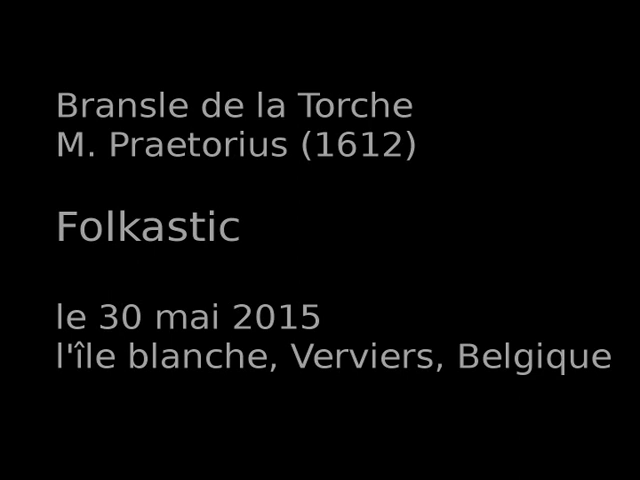 Bransle de la Torche
M. Praetorius (1612)
Folkastic
le 30 mai 2015
l'île blanche, Verviers, Belgique